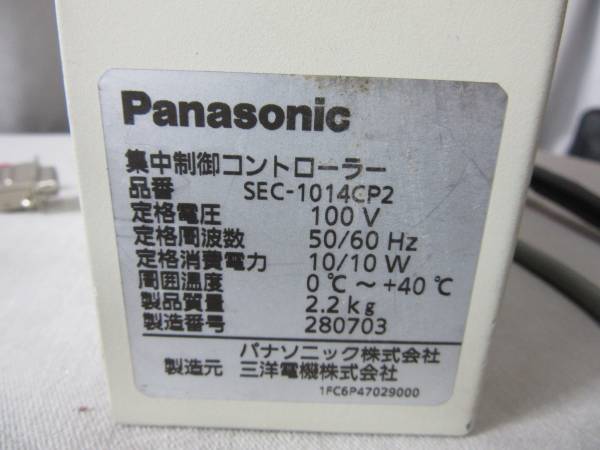 Panasonic
集中制御コントローラー
品番 SEC-1014CP2
定格電圧 100 V
定格周波数 50/60 Hz
定格消費電力 10/10 W
周囲温度 0℃ ～ +40℃
製品質量 2.2kg
製造番号 280703
パナソニック株式会社
製造元 三洋電機株式会社
1FC6P47029000